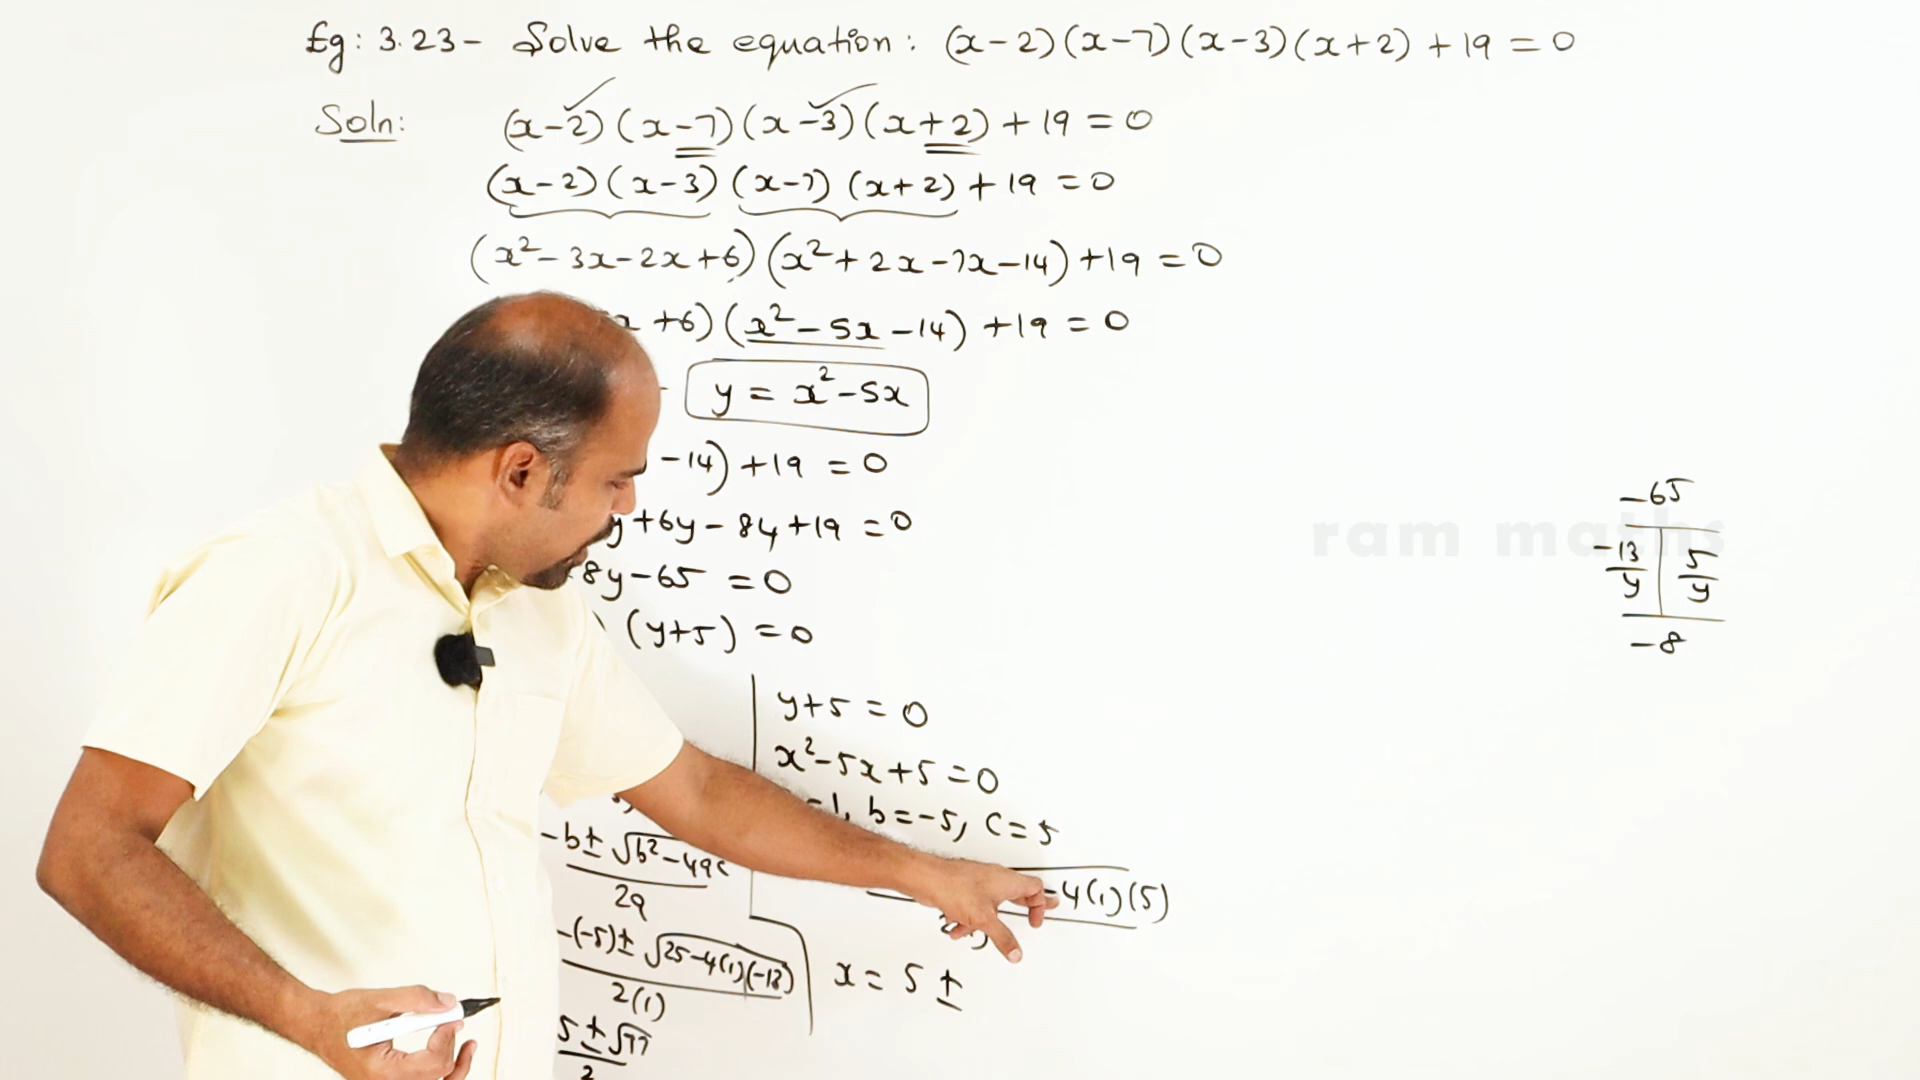 Eg: 3.23- Solve the equation: (x-2)(x-7)(x-3)(x+2)+19=0
Soln: (x-2)(x-7)(x-3)(x+2)+19=0
(x-2)(x-3)(x-7)(x+2)+19=0
(x²-3x-2x+6)(x²+2x-7x-14)+19=0
x+6)(x²-5x-14)+19=0
y = x²-5x
-14)+19=0
y+6y-84+19=0
8y-65=0
(y+5)=0
y+5=0
x²-5x+5=0
=1, b=-5, c=5
-4(1)(5)
x = 5 ±
-b±√b²-4ac
2a
-(-5)±√25-4(1)(-13)
2(1)
5±√77
2
-65
-13 5
y y
-8
ram maths